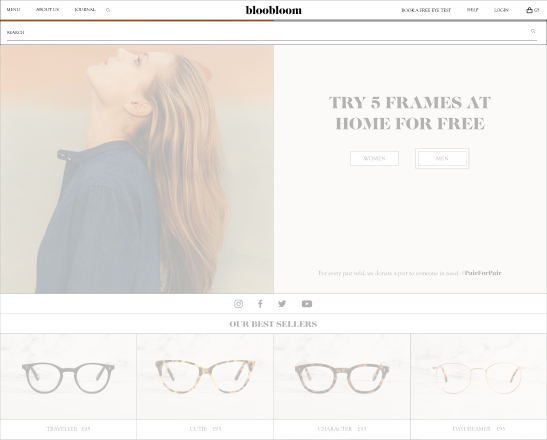 MENU ABOUT US JOURNAL
bloobloom
BOOK A FREE EYE TEST HELP LOGIN
SEARCH
TRY 5 FRAMES AT
HOME FOR FREE
WOMEN MEN
For every pair sold, we donate a pair to someone in need. #PairForPair
OUR BEST SELLERS
TRAVELLER £95
CUTIE £95
CHARACTER £95
DAYDREAMER £95